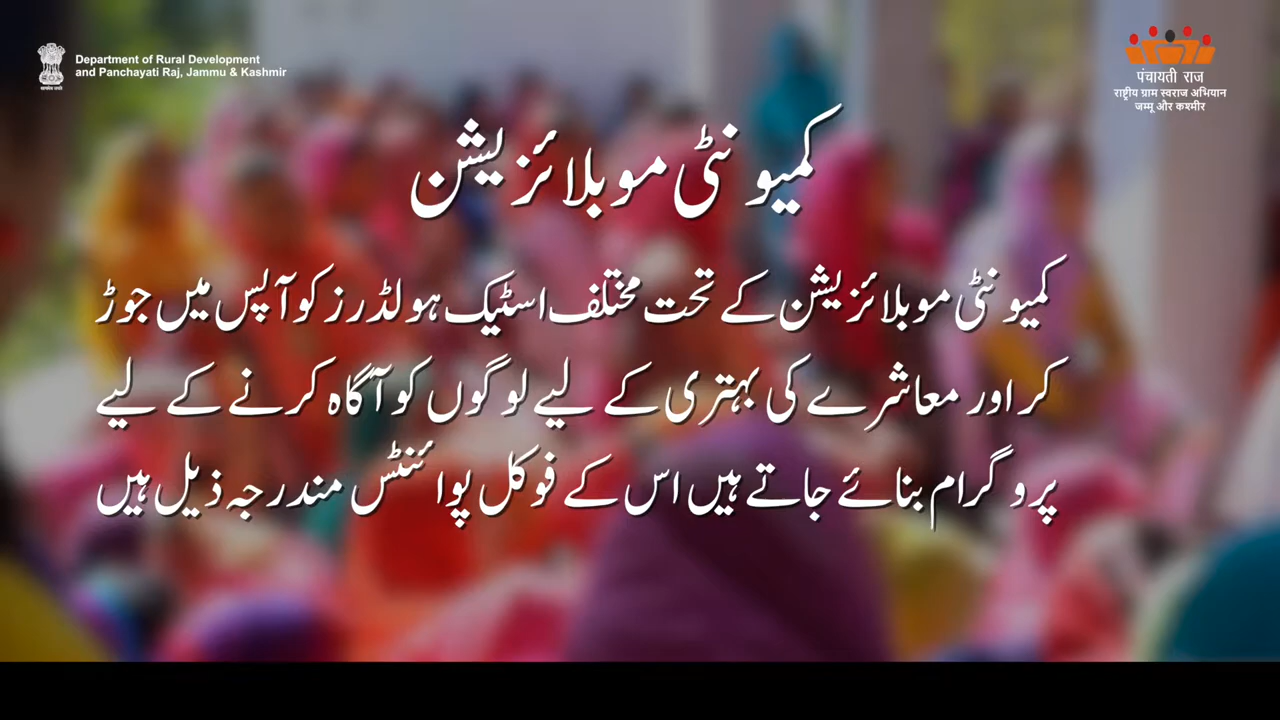 Department of Rural Development
and Panchayati Raj, Jammu & Kashmir
पंचायती राज
राष्ट्रीय ग्राम स्वराज अभियान
जम्मू और कश्मीर
کمیونٹی موبلائزیشن
کمیونٹی موبلائزیشن کے تحت مختلف اسٹیک ہولڈرز کو آپس میں جوڑ
کر اور معاشرے کی بہتری کے لیے لوگوں کو آگاہ کرنے کے لیے
پروگرام بنائے جاتے ہیں اس کے فوکل پوائنٹس مندرجہ ذیل ہیں